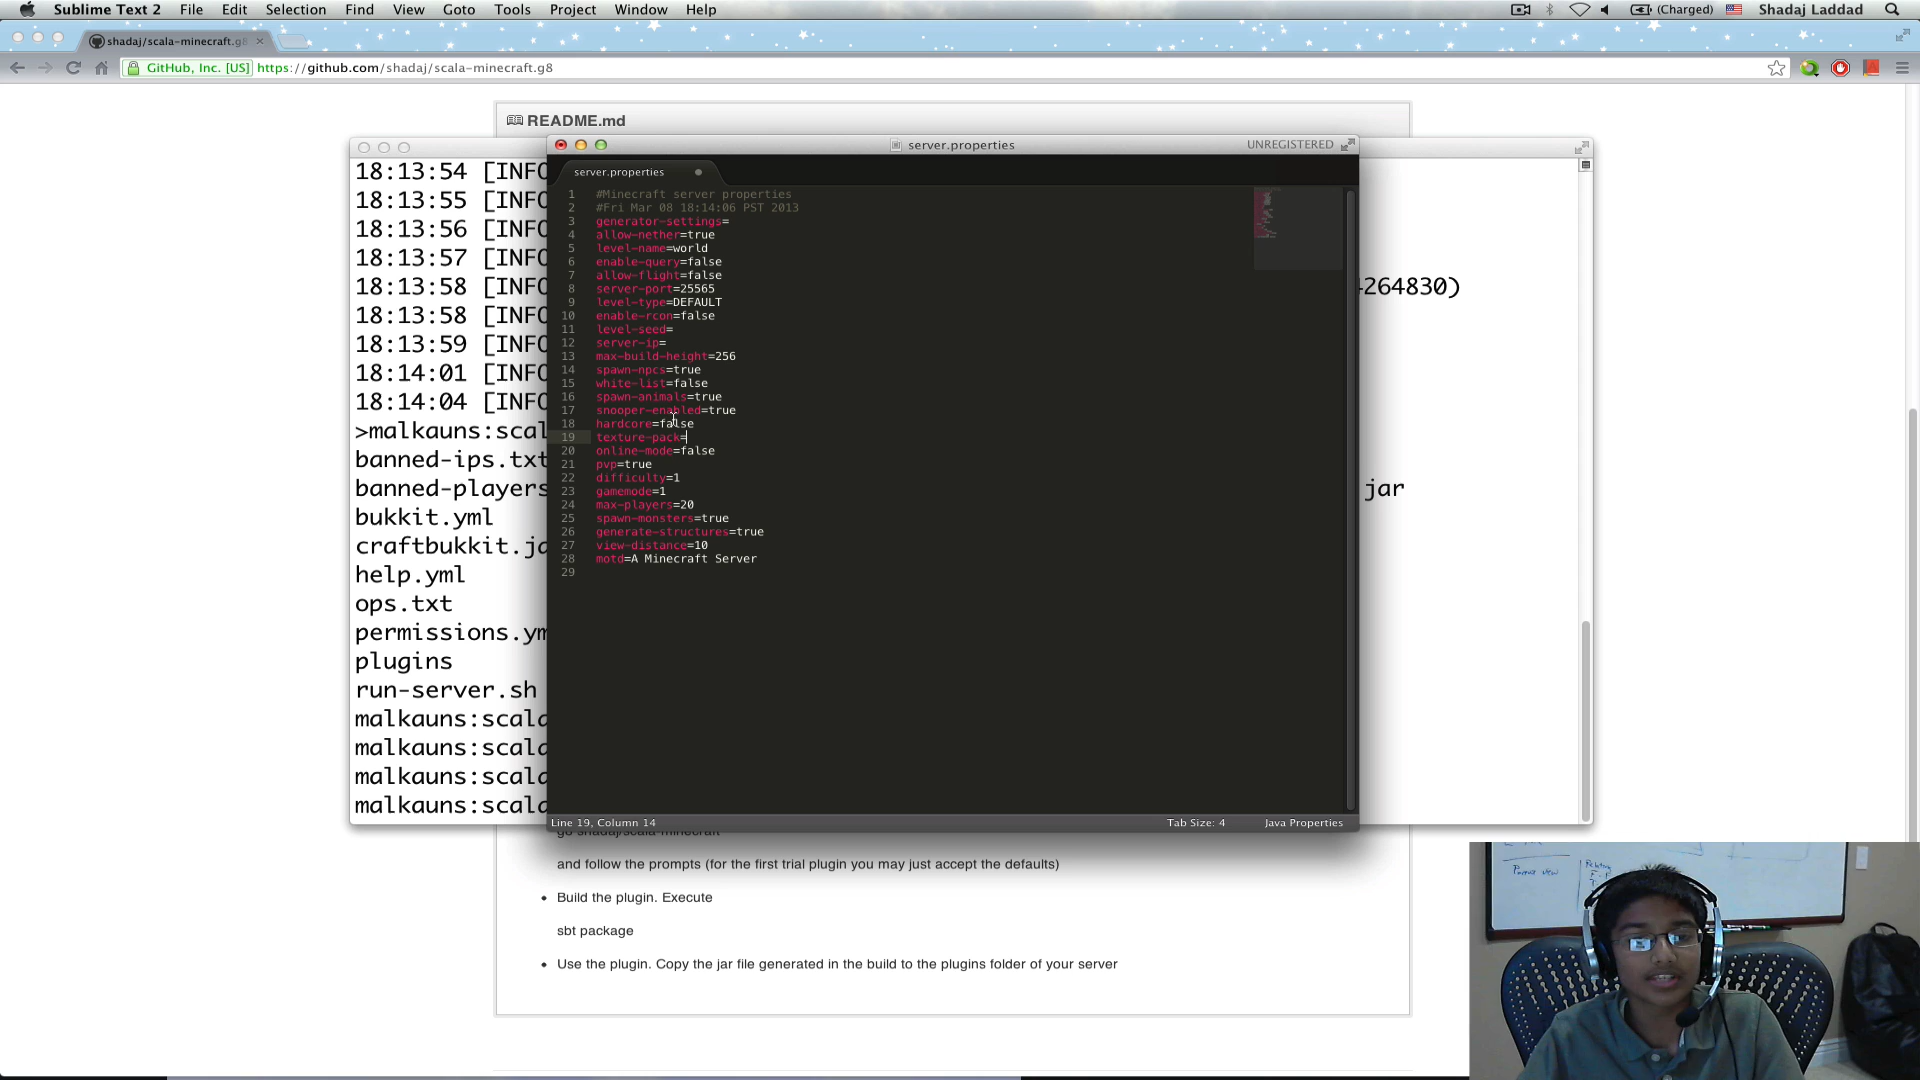 Sublime Text 2 File Edit Selection Find View Goto Tools Project Window Help (Charged) Shadaj Laddad
shadaj/scala-minecraft.g8
GitHub, Inc. [US] https://github.com/shadaj/scala-minecraft.g8
README.md
server.properties UNREGISTERED
server.properties
1 #Minecraft server properties
2 #Fri Mar 08 18:14:06 PST 2013
3 generator-settings=
4 allow-nether=true
5 level-name=world
6 enable-query=false
7 allow-flight=false
8 server-port=25565
9 level-type=DEFAULT
10 enable-rcon=false
11 level-seed=
12 server-ip=
13 max-build-height=256
14 spawn-npcs=true
15 white-list=false
16 spawn-animals=true
17 snooper-enabled=true
18 hardcore=false
19 texture-pack=
20 online-mode=false
21 pvp=true
22 difficulty=1
23 gamemode=1
24 max-players=20
25 spawn-monsters=true
26 generate-structures=true
27 view-distance=10
28 motd=A Minecraft Server
29
Line 19, Column 14 Tab Size: 4 Java Properties
18:13:54 [INFO
18:13:55 [INFO
18:13:56 [INFO
18:13:57 [INFO
18:13:58 [INFO 4264830)
18:13:58 [INFO
18:13:59 [INFO
18:14:01 [INFO
18:14:04 [INFO
>malkauns:scal
banned-ips.txt
banned-players jar
bukkit.yml
craftbukkit.ja
help.yml
ops.txt
permissions.ym
plugins
run-server.sh
malkauns:scala
malkauns:scala
malkauns:scala
malkauns:scala
g8 shadaj/scala-minecraft
and follow the prompts (for the first trial plugin you may just accept the defaults)
• Build the plugin. Execute
sbt package
• Use the plugin. Copy the jar file generated in the build to the plugins folder of your server